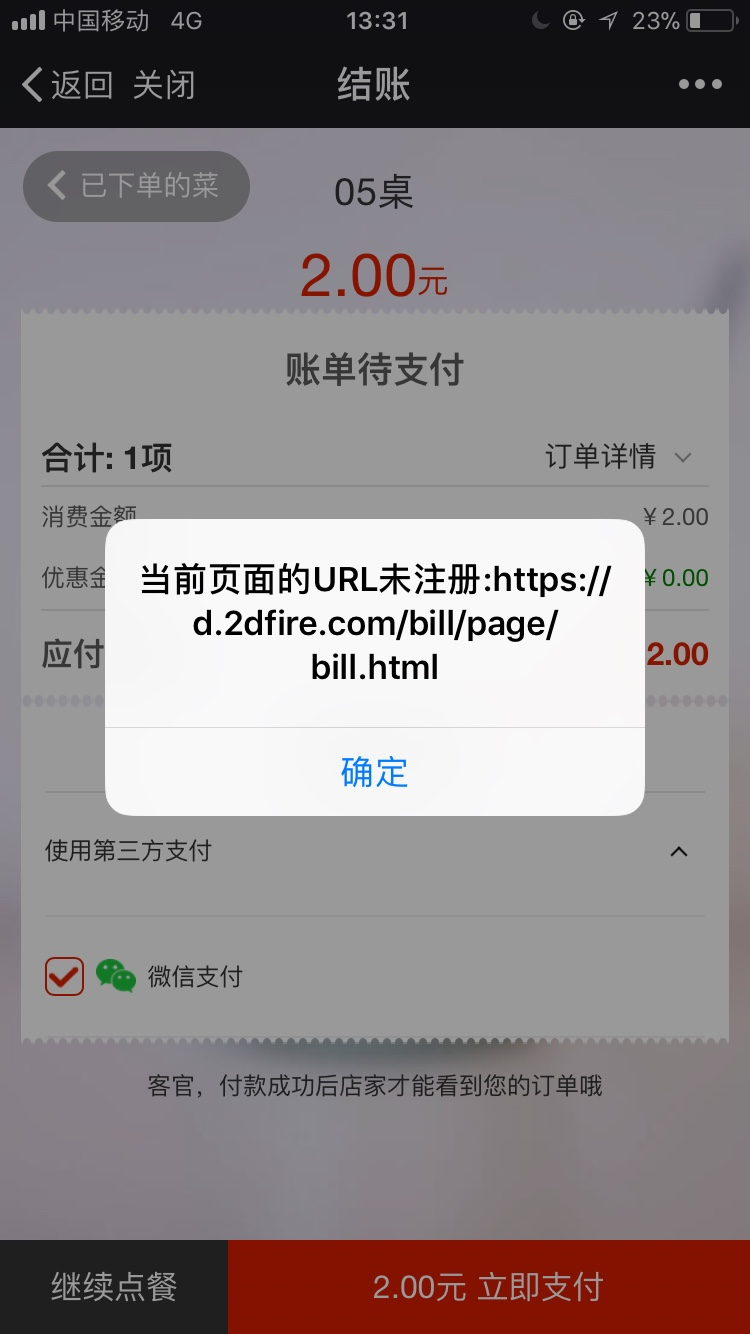 中国移动 4G 13:31 23%
返回 关闭 结账
已下单的菜 05桌
2.00元
账单待支付
合计: 1项 订单详情
消费金额 ¥2.00
优惠金 ¥0.00
应付 2.00
当前页面的URL未注册:https://
d.2dfire.com/bill/page/
bill.html
确定
使用第三方支付
微信支付
客官，付款成功后店家才能看到您的订单哦
继续点餐 2.00元 立即支付